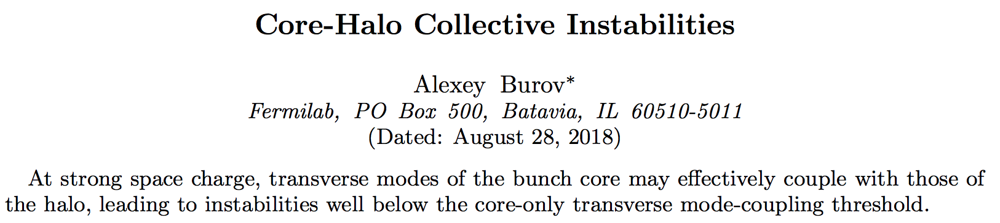 Core-Halo Collective Instabilities
Alexey Burov*
Fermilab, PO Box 500, Batavia, IL 60510-5011
(Dated: August 28, 2018)
At strong space charge, transverse modes of the bunch core may effectively couple with those of
the halo, leading to instabilities well below the core-only transverse mode-coupling threshold.